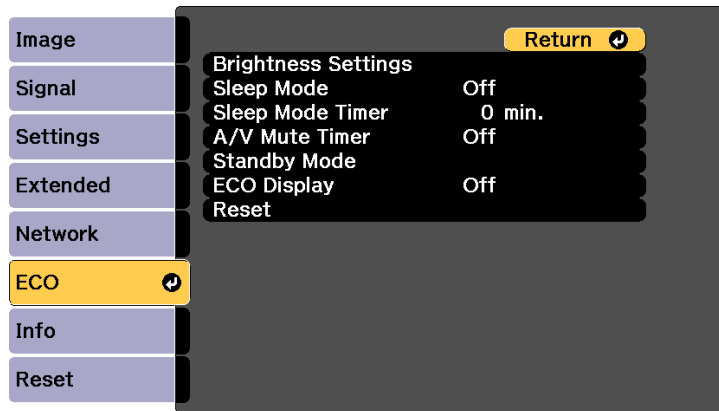 Image
Signal
Settings
Extended
Network
ECO
Info
Reset
Return
Brightness Settings
Sleep Mode Off
Sleep Mode Timer 0 min.
A/V Mute Timer Off
Standby Mode
ECO Display Off
Reset